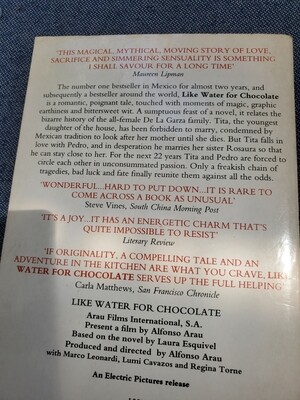 'THIS MAGICAL, MYTHICAL, MOVING STORY OF LOVE,
SACRIFICE AND SIMMERING SENSUALITY IS SOMETHING
I SHALL SAVOUR FOR A LONG TIME'
Maureen Lipman
The number one bestseller in Mexico for almost two years, and
subsequently a bestseller around the world, Like Water for Chocolate
is a romantic, poignant tale, touched with moments of magic, graphic
earthiness and bittersweet wit. A sumptuous feast of a novel, it relates the
bizarre history of the all-female De La Garza family. Tita, the youngest
daughter of the house, has been forbidden to marry, condemned by
Mexican tradition to look after her mother until she dies. But Tita falls in
love with Pedro, and in desperation he marries her sister Rosaura so that
he can stay close to her. For the next 22 years Tita and Pedro are forced to
circle each other in unconsummated passion. Only a freakish chain of
tragedies, bad luck and fate finally reunite them against all the odds.
'WONDERFUL...HARD TO PUT DOWN...IT IS RARE TO
COME ACROSS A BOOK AS UNUSUAL'
Steve Vines, South China Morning Post
'IT'S A JOY...IT HAS AN ENERGETIC CHARM THAT'S
QUITE IMPOSSIBLE TO RESIST'
Literary Review
'IF ORIGINALITY, A COMPELLING TALE AND AN
ADVENTURE IN THE KITCHEN ARE WHAT YOU CRAVE, LIKE
WATER FOR CHOCOLATE SERVES UP THE FULL HELPING'
Carla Matthews, San Francisco Chronicle
LIKE WATER FOR CHOCOLATE
Arau Films International, S.A.
Present a film by Alfonso Arau
Based on the novel by Laura Esquivel
Produced and directed by Alfonso Arau
with Marco Leonardi, Lumi Cavazos and Regina Torne
An Electric Pictures release